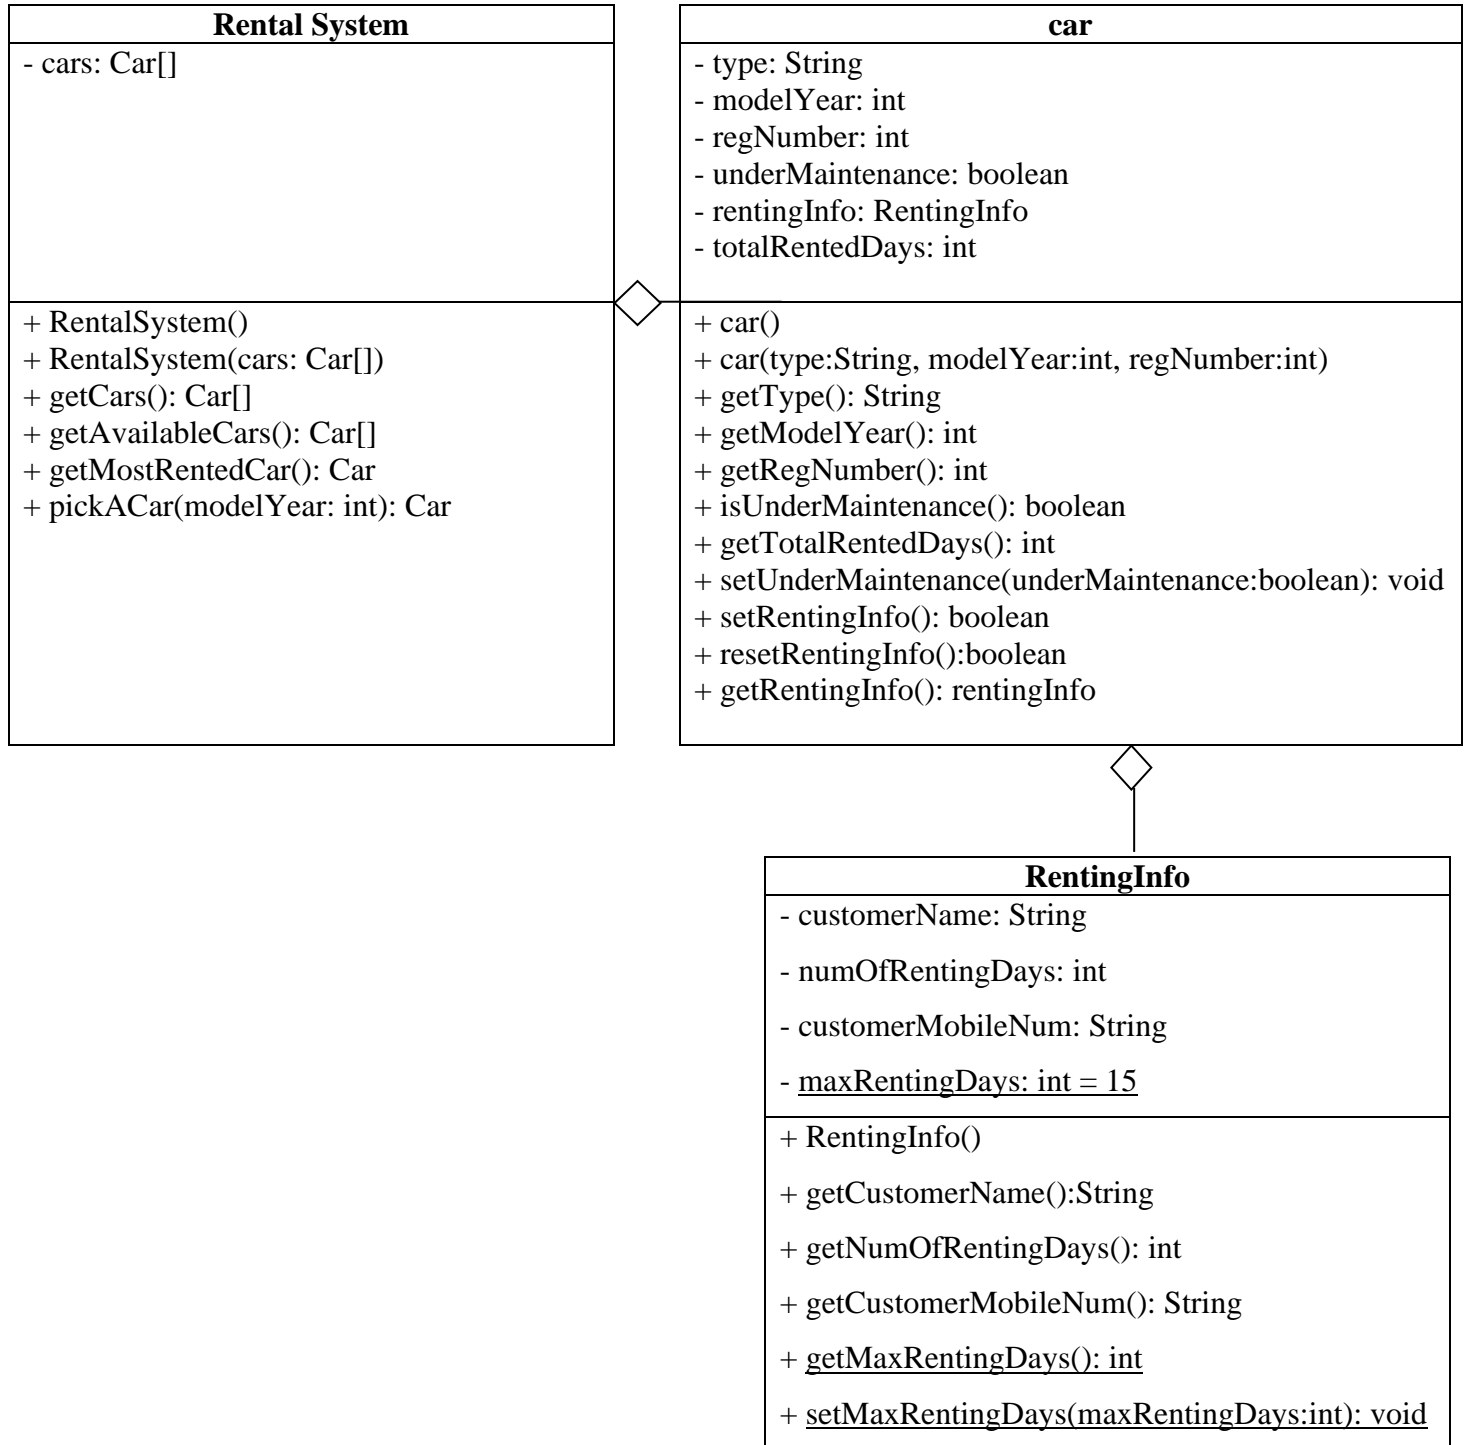 Rental System
- cars: Car[]
+ RentalSystem()
+ RentalSystem(cars: Car[])
+ getCars(): Car[]
+ getAvailableCars(): Car[]
+ getMostRentedCar(): Car
+ pickACar(modelYear: int): Car
car
- type: String
- modelYear: int
- regNumber: int
- underMaintenance: boolean
- rentingInfo: RentingInfo
- totalRentedDays: int
+ car()
+ car(type:String, modelYear:int, regNumber:int)
+ getType(): String
+ getModelYear(): int
+ getRegNumber(): int
+ isUnderMaintenance(): boolean
+ getTotalRentedDays(): int
+ setUnderMaintenance(underMaintenance:boolean): void
+ setRentingInfo(): boolean
+ resetRentingInfo():boolean
+ getRentingInfo(): rentingInfo
RentingInfo
- customerName: String
- numOfRentingDays: int
- customerMobileNum: String
- maxRentingDays: int = 15
+ RentingInfo()
+ getCustomerName():String
+ getNumOfRentingDays(): int
+ getCustomerMobileNum(): String
+ getMaxRentingDays(): int
+ setMaxRentingDays(maxRentingDays:int): void